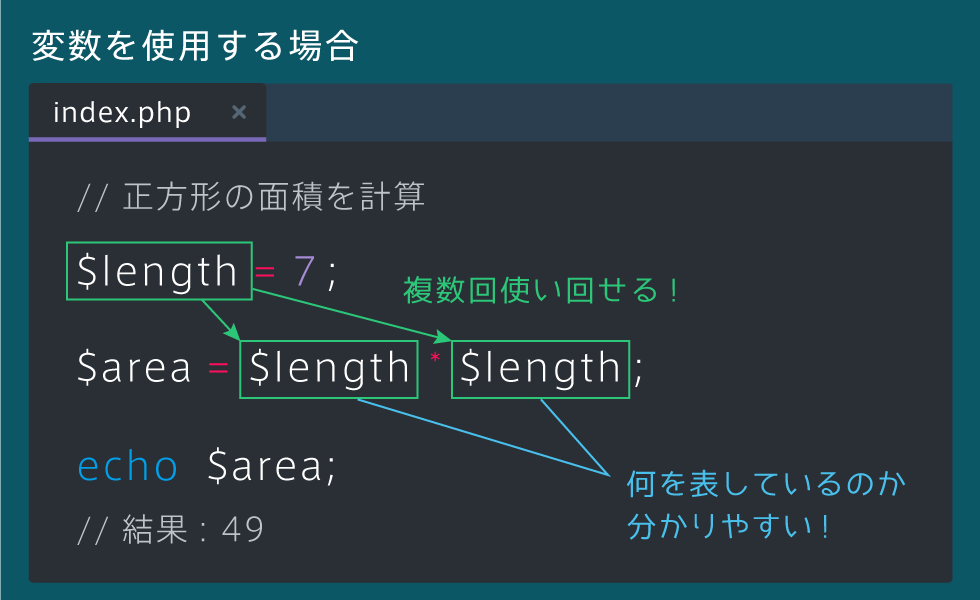 変数を使用する場合
index.php ×
// 正方形の面積を計算
$length = 7 ;
複数回使い回せる！
$area = $length * $length;
echo $area;
何を表しているのか
分かりやすい！
// 結果 : 49